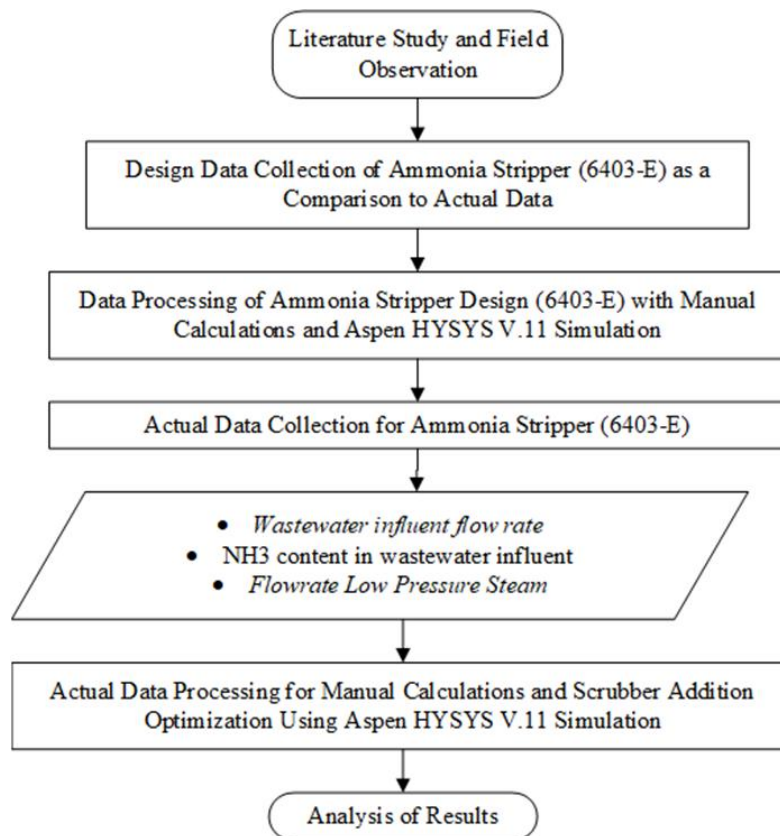 Literature Study and Field
Observation
Design Data Collection of Ammonia Stripper (6403-E) as a
Comparison to Actual Data
Data Processing of Ammonia Stripper Design (6403-E) with Manual
Calculations and Aspen HYSYS V.11 Simulation
Actual Data Collection for Ammonia Stripper (6403-E)
• Wastewater influent flow rate
• NH3 content in wastewater influent
• Flowrate Low Pressure Steam
Actual Data Processing for Manual Calculations and Scrubber Addition
Optimization Using Aspen HYSYS V.11 Simulation
Analysis of Results